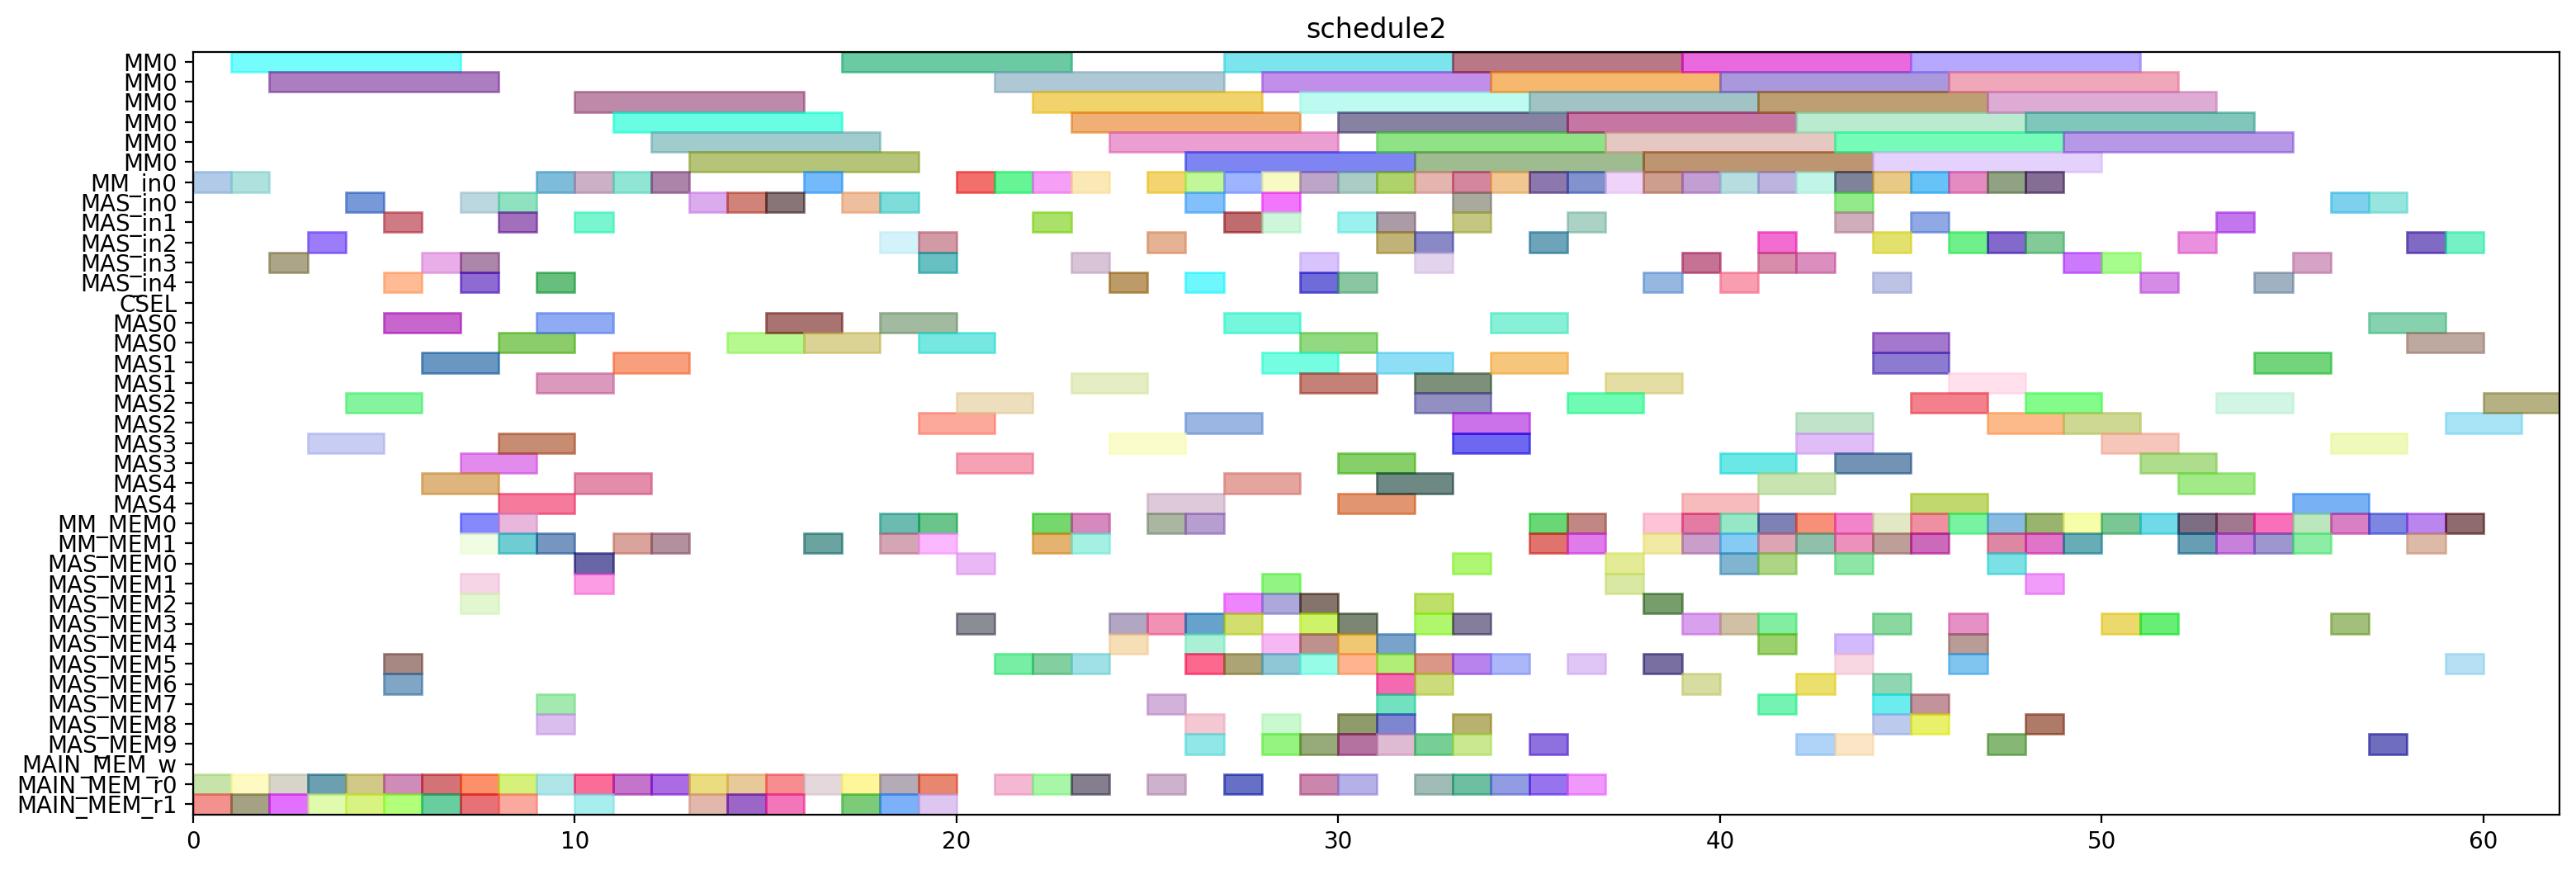 schedule2
MM0
MM0
MM0
MM0
MM0
MM0
MM_in0
MAS_in0
MAS_in1
MAS_in2
MAS_in3
MAS_in4
CSEL
MAS0
MAS0
MAS1
MAS1
MAS2
MAS2
MAS3
MAS3
MAS4
MAS4
MM_MEM0
MM_MEM1
MAS_MEM0
MAS_MEM1
MAS_MEM2
MAS_MEM3
MAS_MEM4
MAS_MEM5
MAS_MEM6
MAS_MEM7
MAS_MEM8
MAS_MEM9
MAIN_MEM_w
MAIN_MEM_r0
MAIN_MEM_r1
0 10 20 30 40 50 60